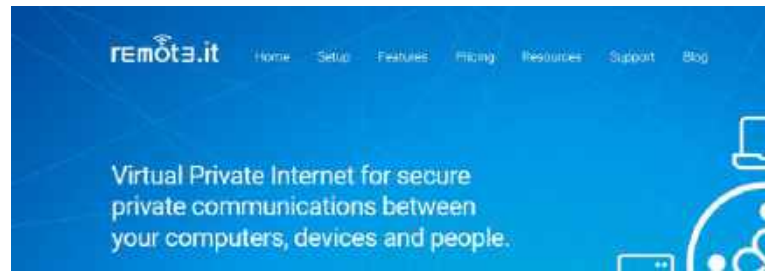 remote.it
Home Setup Features Pricing Resources Support Blog
Virtual Private Internet for secure
private communications between
your computers, devices and people.